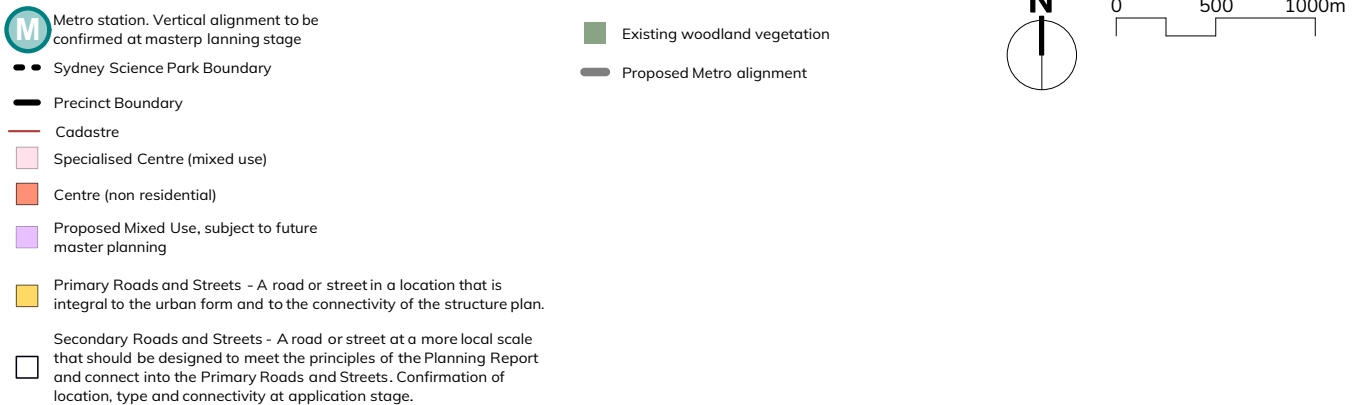 M
Metro station. Vertical alignment to be
confirmed at masterp lanning stage
Sydney Science Park Boundary
Precinct Boundary
Cadastre
Specialised Centre (mixed use)
Centre (non residential)
Proposed Mixed Use, subject to future
master planning
Primary Roads and Streets - A road or street in a location that is
integral to the urban form and to the connectivity of the structure plan.
Secondary Roads and Streets - A road or street at a more local scale
that should be designed to meet the principles of the Planning Report
and connect into the Primary Roads and Streets. Confirmation of
location, type and connectivity at application stage.
Existing woodland vegetation
Proposed Metro alignment
N
0 500 1000m